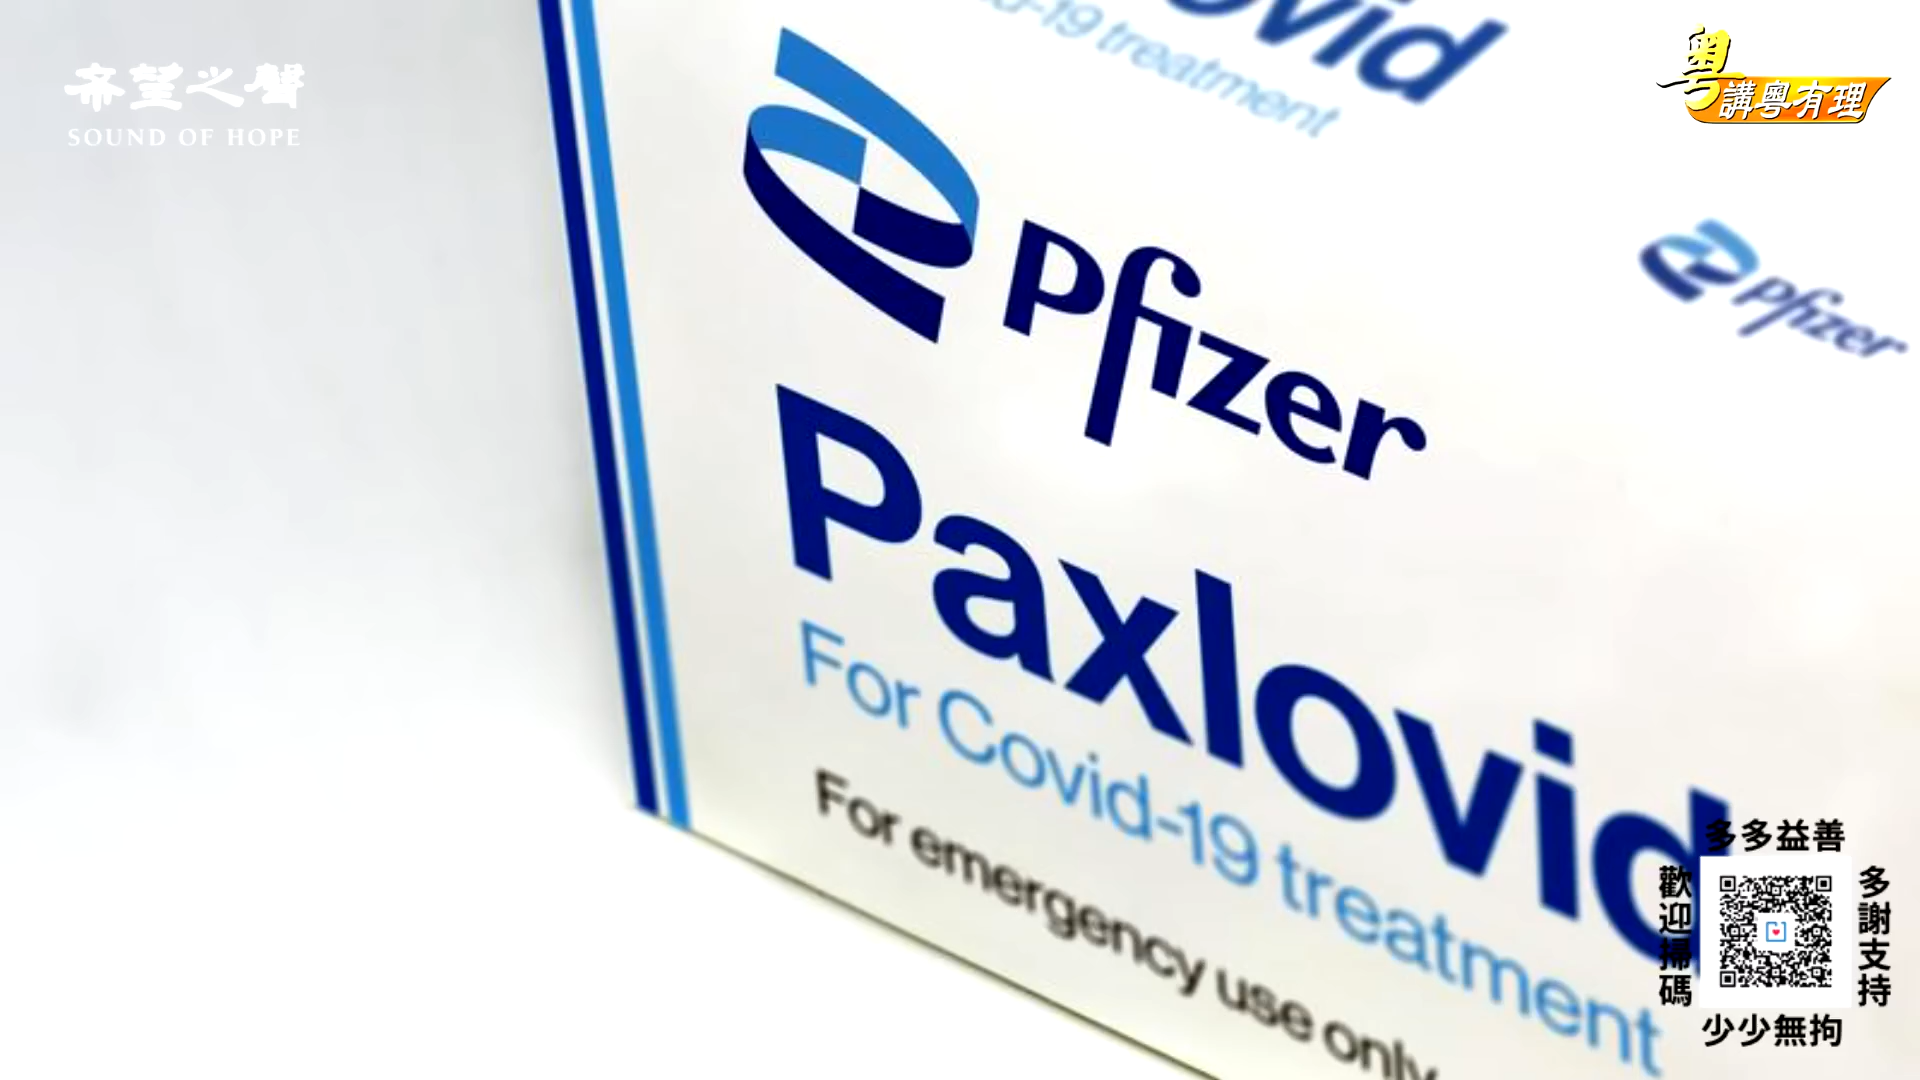 希望之聲
SOUND OF HOPE
粵講粵有理
ovid
d-19 treatment
Pfizer
Pfizer
Paxlovid
For Covid-19 treatment
For emergency use only
多多益善
歡迎掃碼
多謝支持
少少無拘